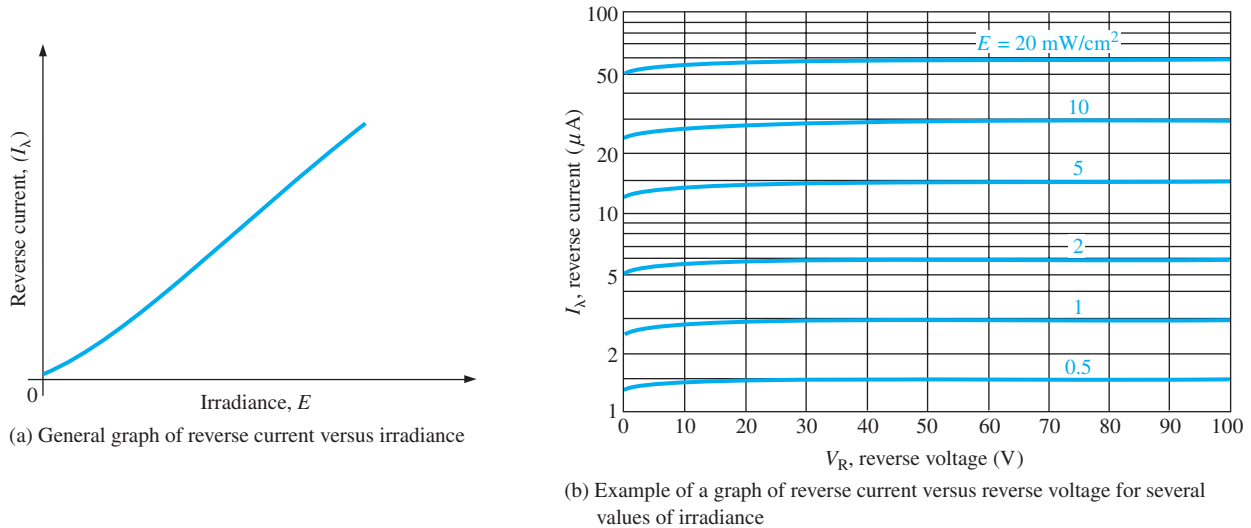 Reverse current, (Iλ)
0
Irradiance, E
(a) General graph of reverse current versus irradiance
Iλ, reverse current (μA)
100
50
20
10
5
2
1
E = 20 mW/cm²
10
5
2
1
0.5
0 10 20 30 40 50 60 70 80 90 100
VR, reverse voltage (V)
(b) Example of a graph of reverse current versus reverse voltage for several
values of irradiance